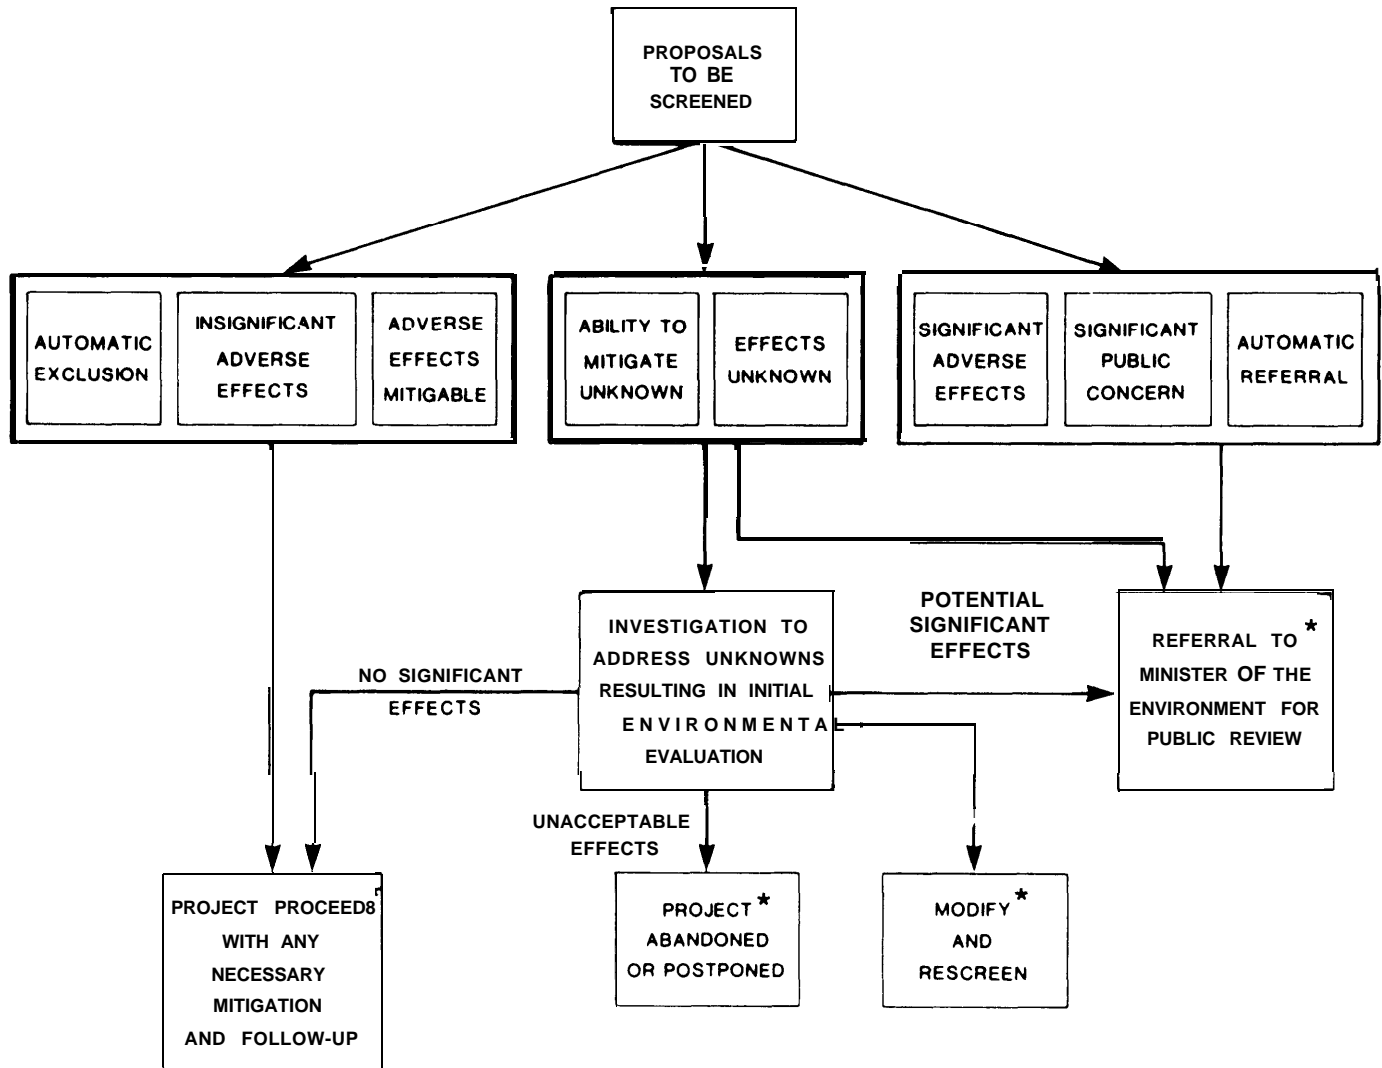 PROPOSALS
TO BE
SCREENED
AUTOMATIC
EXCLUSION
INSIGNIFICANT
ADVERSE
EFFECTS
ADVERSE
EFFECTS
MITIGABLE
ABILITY TO
MITIGATE
UNKNOWN
EFFECTS
UNKNOWN
SIGNIFICANT
ADVERSE
EFFECTS
SIGNIFICANT
PUBLIC
CONCERN
AUTOMATIC
REFERRAL
INVESTIGATION TO
ADDRESS UNKNOWNS
RESULTING IN INITIAL
ENVIRONMENTAL
EVALUATION
POTENTIAL
SIGNIFICANT
EFFECTS
REFERRAL TO *
MINISTER OF THE
ENVIRONMENT FOR
PUBLIC REVIEW
NO SIGNIFICANT
EFFECTS
UNACCEPTABLE
EFFECTS
PROJECT PROCEED8
WITH ANY
NECESSARY
MITIGATION
AND FOLLOW-UP
PROJECT *
ABANDONED
OR POSTPONED
MODIFY *
AND
RESCREEN